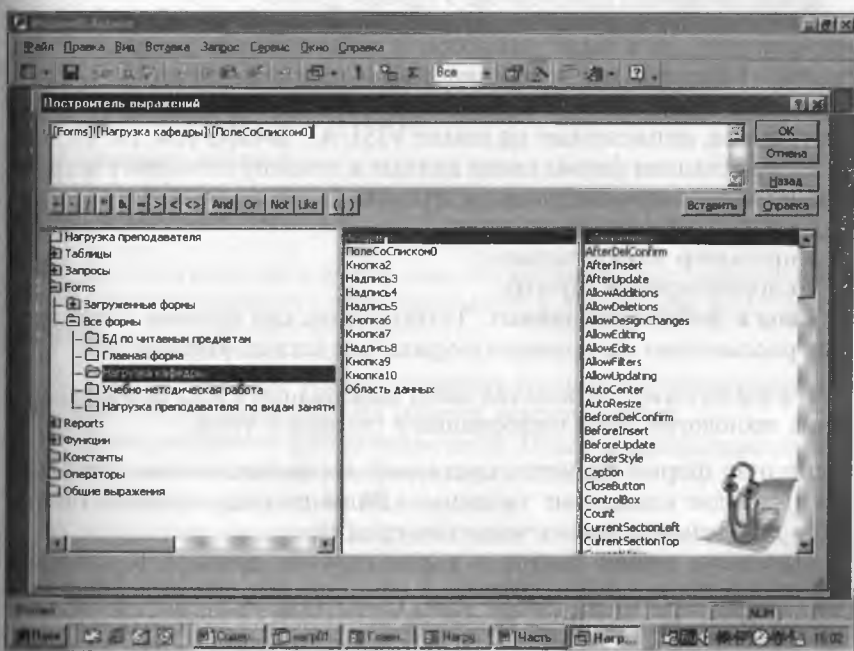 Файл Правка Вид Вставка Запрос Сервис Окно Справка
Все
Построитель выражений
[Forms]![Нагрузка кафедры]![ПолеСоСписком0]
OK
Отмена
Назад
Справка
Вставить
+ - / * & = > < <> And Or Not Like ( )
Нагрузка преподавателя
Таблицы
Запросы
Forms
Загруженные формы
Все формы
БД по читаемым предметам
Главная форма
Нагрузка кафедры
Учебно-методическая работа
Нагрузка преподавателя по видам заняти
Reports
Функции
Константы
Операторы
Общие выражения
ПолеСоСписком0
Кнопка2
Надпись3
Надпись4
Надпись5
Кнопка6
Кнопка7
Надпись8
Кнопка9
Кнопка10
Область данных
AfterDelConfirm
AfterInsert
AfterUpdate
AllowAdditions
AllowDeletions
AllowDesignChanges
AllowEditing
AllowEdits
AllowFilters
AllowUpdating
AutoCenter
AutoResize
BeforeDelConfirm
BeforeInsert
BeforeUpdate
BorderStyle
Caption
CloseButton
ControlBox
Count
CurrentSectionLeft
CurrentSectionTop
NUM
Часть
Нагр...
16:02